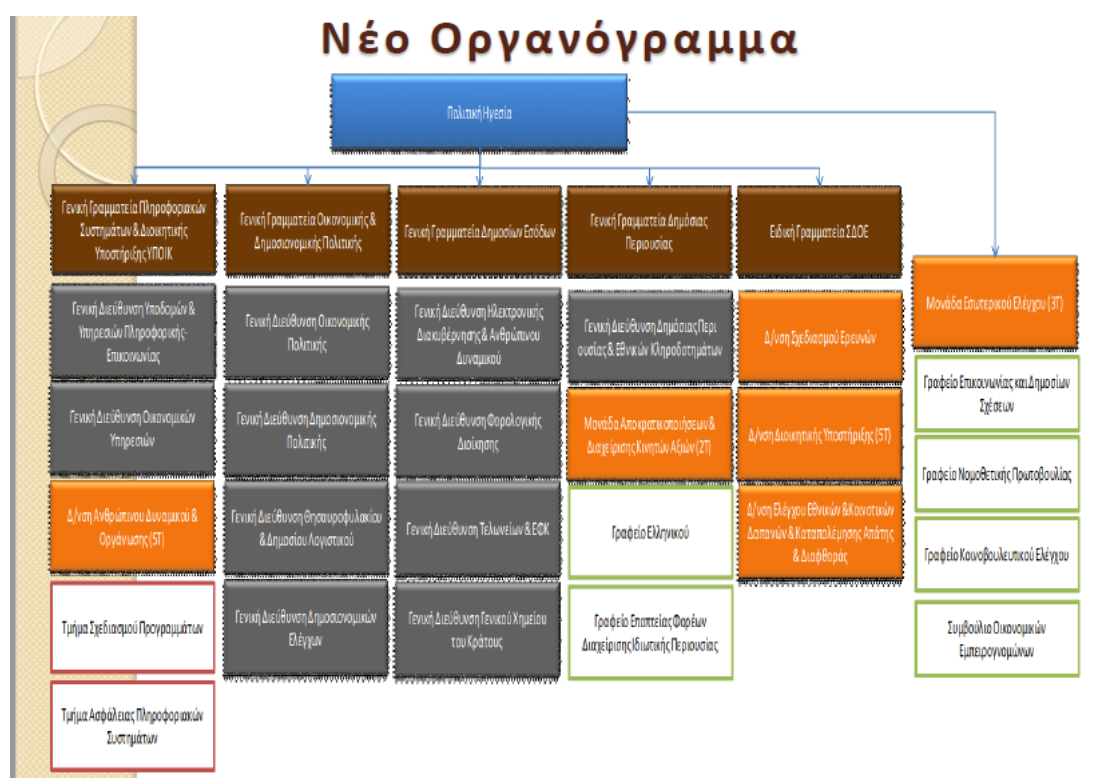 Νέο Οργανόγραμμα
Πολιτική Ηγεσία
Γενική Γραμματεία Πληροφοριακών
Συστημάτων & Διοικητικής
Υποστήριξης ΥΠΟΙΚ
Γενική Διεύθυνση Υποδομών &
Υπηρεσιών Πληροφορικής-
Επικοινωνίας
Γενική Διεύθυνση Οικονομικών
Υπηρεσιών
Δ/νση Ανθρώπινου Δυναμικού &
Οργάνωσης (5Τ)
Τμήμα Σχεδιασμού Προγραμμάτων
Τμήμα Ασφάλειας Πληροφοριακών
Συστημάτων
Γενική Γραμματεία Οικονομικής &
Δημοσιονομικής Πολιτικής
Γενική Διεύθυνση Οικονομικής
Πολιτικής
Γενική Διεύθυνση Δημοσιονομικής
Πολιτικής
Γενική Διεύθυνση Θησαυροφυλακίου
& Δημοσίου Λογιστικού
Γενική Διεύθυνση Δημοσιονομικών
Ελέγχων
Γενική Γραμματεία Δημοσίων Εσόδων
Γενική Διεύθυνση Ηλεκτρονικής
Διακυβέρνησης & Ανθρώπινου
Δυναμικού
Γενική Διεύθυνση Φορολογικής
Διοίκησης
Γενική Διεύθυνση Τελωνείων & ΕΦΚ
Γενική Διεύθυνση Γενικού Χημείου
του Κράτους
Γενική Γραμματεία Δημόσιας
Περιουσίας
Γενική Διεύθυνση Δημόσιας Περι
ουσίας & Εθνικών Κληροδοτημάτων
Μονάδα Αποκρατικοποιήσεων &
Διαχείρισης Κινητών Αξιών (2Τ)
Γραφείο Ελληνικού
Γραφείο Εποπτείας Φορέων
Διαχείρισης Ιδιωτικής Περιουσίας
Ειδική Γραμματεία ΣΔΟΕ
Δ/νση Σχεδιασμού Ερευνών
Δ/νση Διοικητικής Υποστήριξης (5Τ)
Δ/νση Ελέγχου Εθνικών &Κοινοτικών
Δαπανών & Καταπολέμησης Απάτης
& Διαφθοράς
Μονάδα Εσωτερικού Ελέγχου (3Τ)
Γραφείο Επικοινωνίας και Δημοσίων
Σχέσεων
Γραφείο Νομοθετικής Πρωτοβουλίας
Γραφείο Κοινοβουλευτικού Ελέγχου
Συμβούλιο Οικονομικών
Εμπειρογνωμόνων